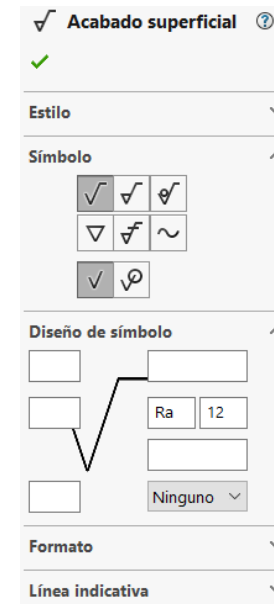 Acabado superficial ?
Estilo
Símbolo
Diseño de símbolo
Ra 12
Ninguno
Formato
Línea indicativa